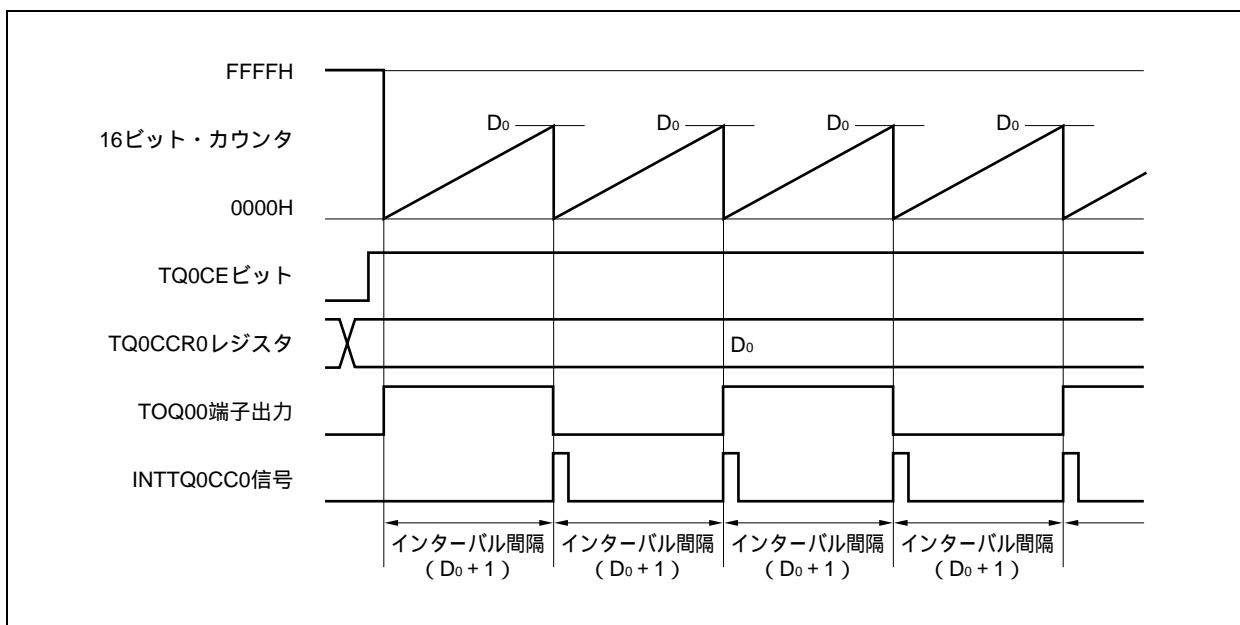 FFFFH
D0 D0 D0 D0
16ビット・カウンタ
0000H
TQ0CEビット
TQ0CCR0レジスタ
D0
TOQ00端子出力
INTTQ0CC0信号
インターバル間隔 インターバル間隔 インターバル間隔 インターバル間隔
（D0 + 1） （D0 + 1） （D0 + 1） （D0 + 1）